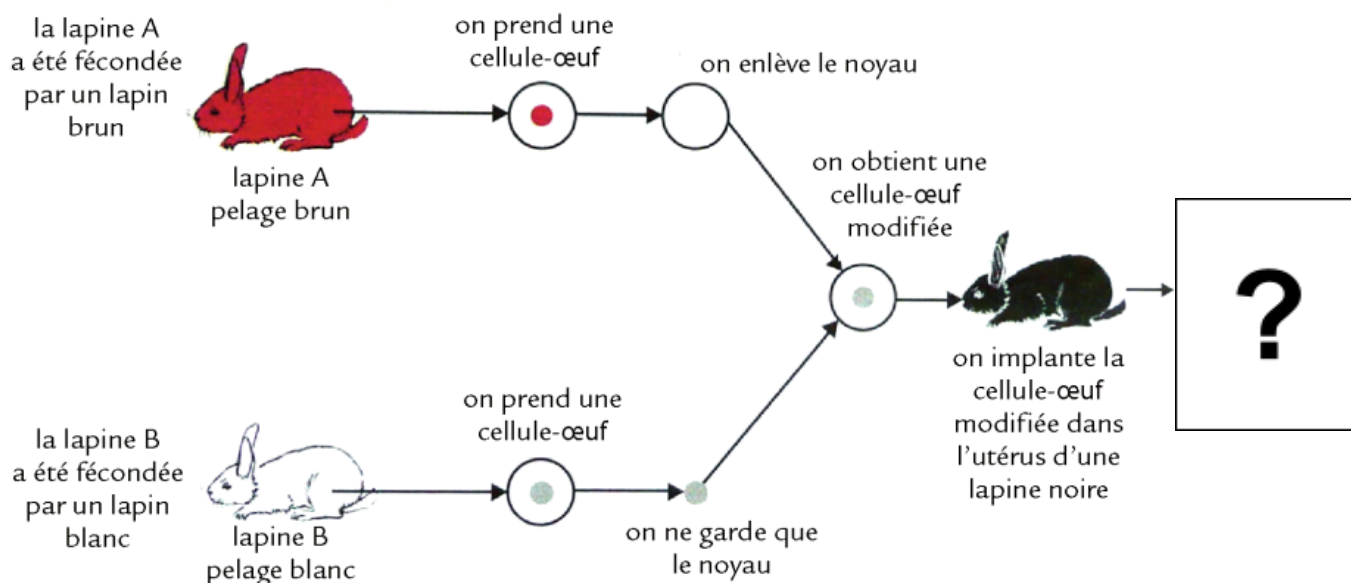 la lapine A
a été fécondée
par un lapin
brun
lapine A
pelage brun
on prend une
cellule-œuf
on enlève le noyau
on obtient une
cellule-œuf
modifiée
on implante la
cellule-œuf
modifiée dans
l'utérus d'une
lapine noire
?
la lapine B
a été fécondée
par un lapin
blanc
lapine B
pelage blanc
on prend une
cellule-œuf
on ne garde que
le noyau